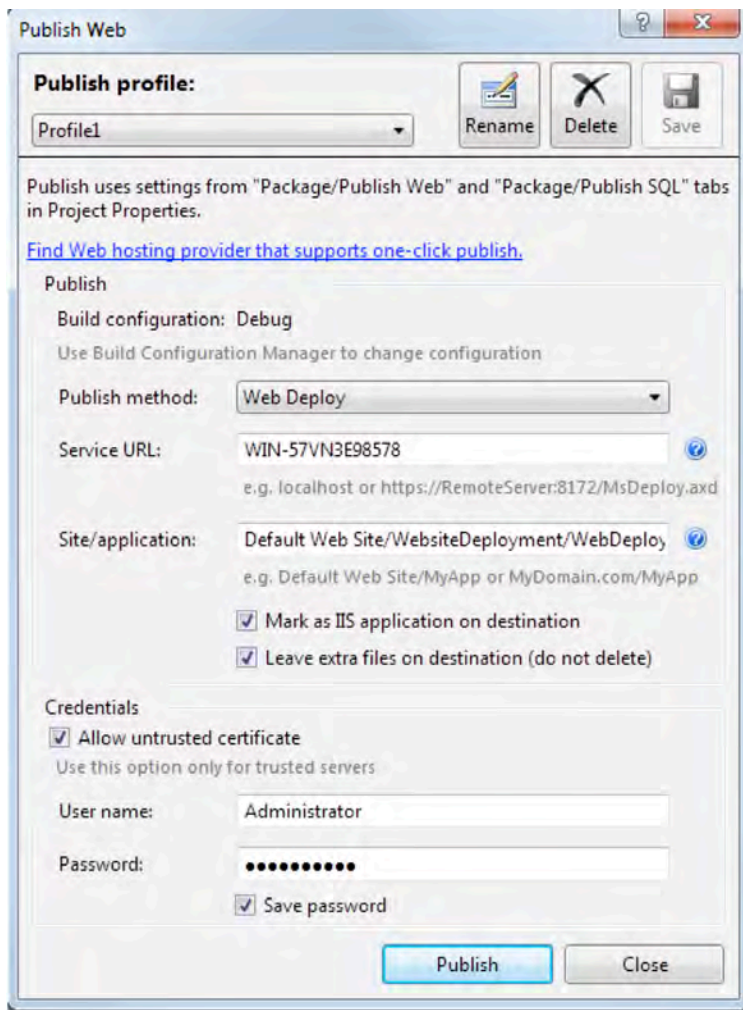 Publish Web
Publish profile:
Profile1
Rename
Delete
Save
Publish uses settings from "Package/Publish Web" and "Package/Publish SQL" tabs
in Project Properties.
Find Web hosting provider that supports one-click publish.
Publish
Build configuration: Debug
Use Build Configuration Manager to change configuration
Publish method: Web Deploy
Service URL: WIN-57VN3E98578
e.g. localhost or https://RemoteServer:8172/MsDeploy.axd
Site/application: Default Web Site/WebsiteDeployment/WebDeploy
e.g. Default Web Site/MyApp or MyDomain.com/MyApp
Mark as IIS application on destination
Leave extra files on destination (do not delete)
Credentials
Allow untrusted certificate
Use this option only for trusted servers
User name: Administrator
Password: ••••••••••
Save password
Publish
Close